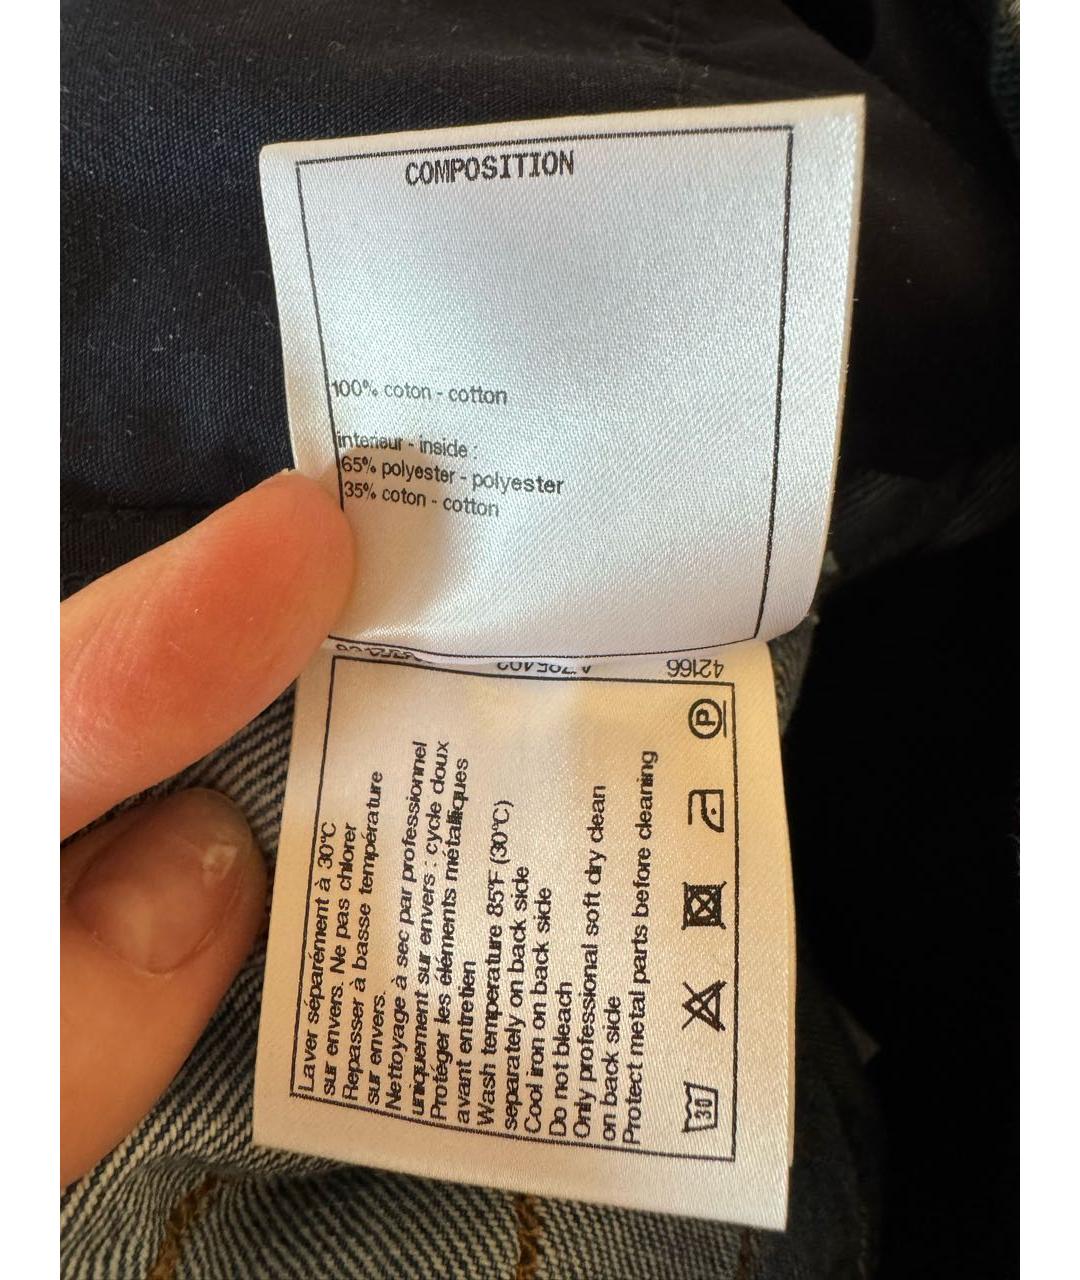 COMPOSITION
100% coton - cotton
interieur - inside :
65% polyester - polyester
35% coton - cotton
42166
Laver séparément à 30°C
sur envers. Ne pas chlorer
Repasser à basse température
sur envers.
Nettoyage à sec par professionnel
uniquement sur envers : cycle doux
Protéger les éléments métalliques
avant entretien
Wash temperature 85°F (30°C)
separately on back side
Cool iron on back side
Do not bleach
Only professional soft dry clean
on back side
Protect metal parts before cleaning
P
30